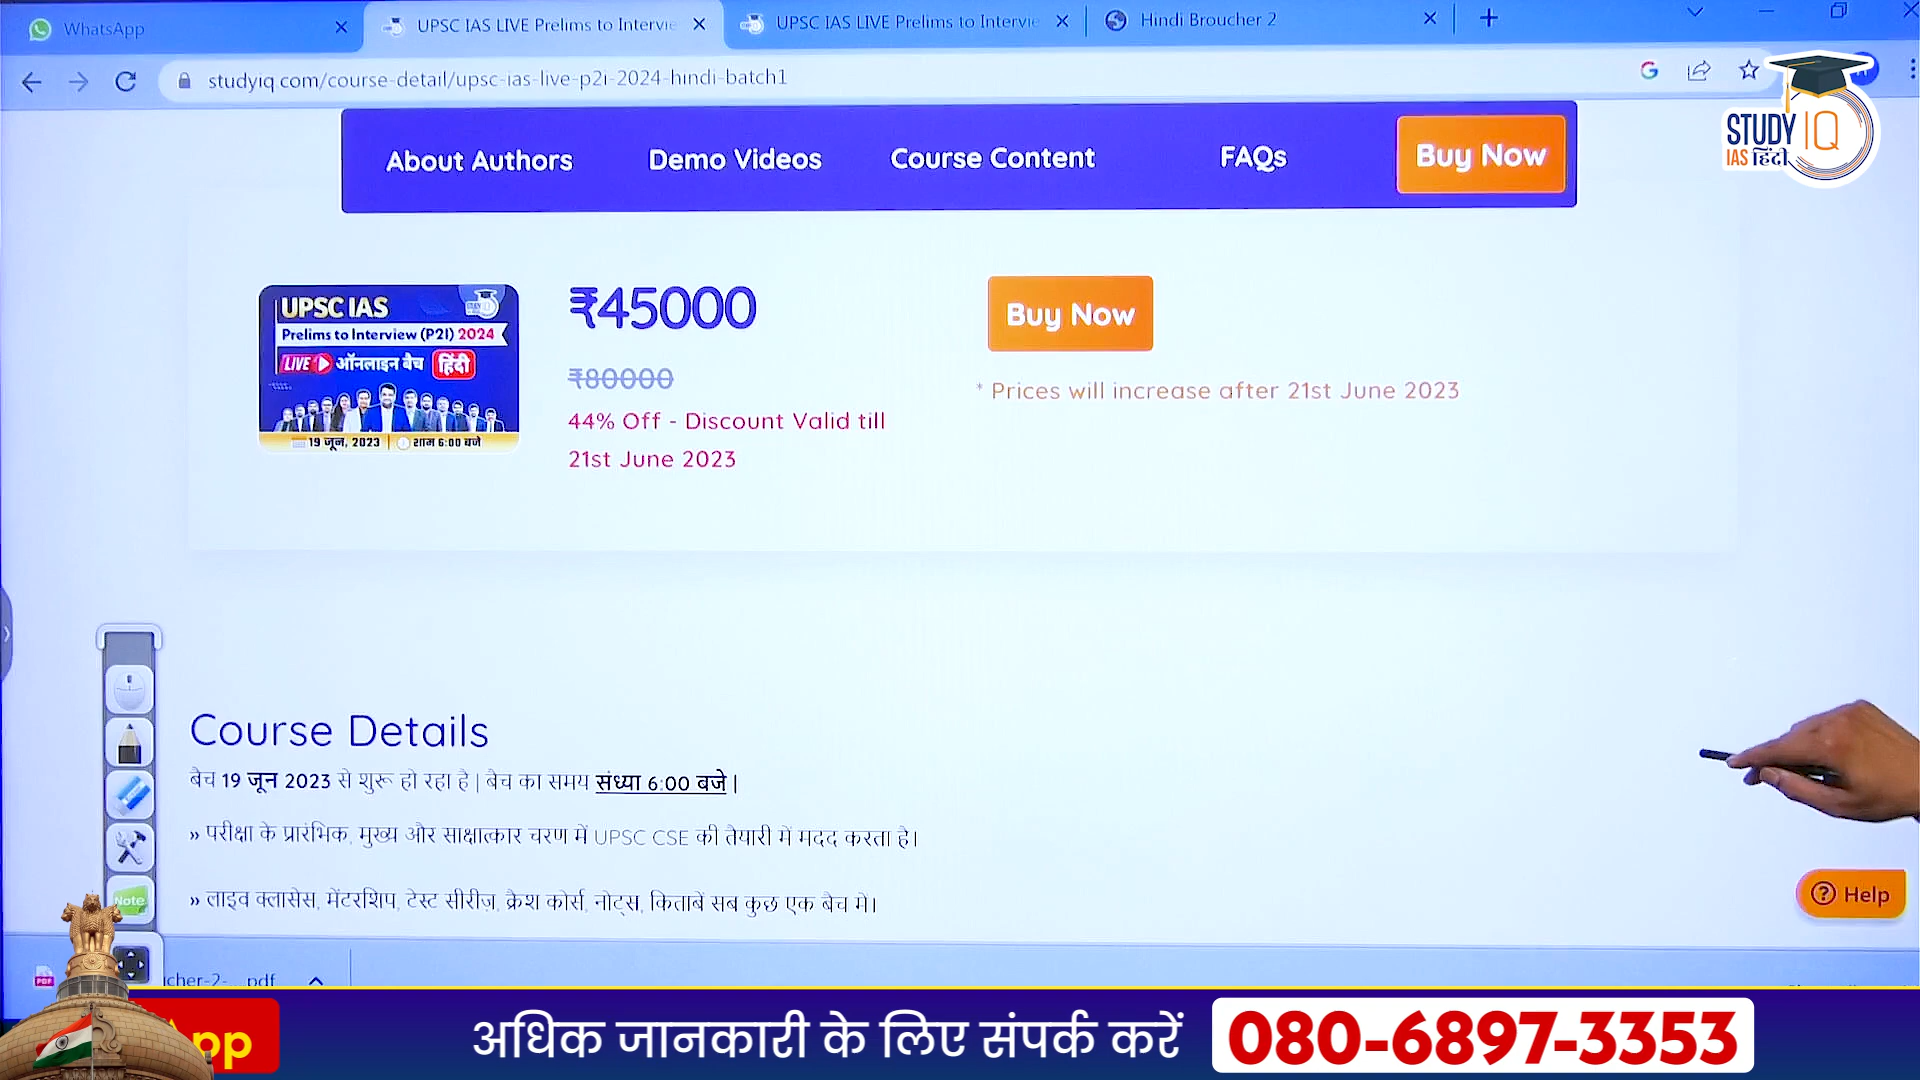 WhatsApp
UPSC IAS LIVE Prelims to Intervie
UPSC IAS LIVE Prelims to Intervie
Hindi Broucher 2
studyiq.com/course-detail/upsc-ias-live-p2i-2024-hindi-batch1
STUDY IQ
IAS हिंदी
About Authors
Demo Videos
Course Content
FAQs
Buy Now
UPSC IAS
Prelims to Interview (P2I) 2024
LIVE ऑनलाइन बैच हिंदी
19 जून, 2023 | शाम 6:00 बजे
₹45000
₹80000
44% Off - Discount Valid till
21st June 2023
Buy Now
* Prices will increase after 21st June 2023
Course Details
बैच 19 जून 2023 से शुरू हो रहा है | बैच का समय संध्या 6:00 बजे |
» परीक्षा के प्रारंभिक, मुख्य और साक्षात्कार चरण में UPSC CSE की तैयारी में मदद करता है।
» लाइव क्लासेस, मेंटरशिप, टेस्ट सीरीज़, क्रैश कोर्स, नोट्स, किताबें सब कुछ एक बैच में।
Note
Help
PDF
ucher-2-....pdf
App
अधिक जानकारी के लिए संपर्क करें
080-6897-3353